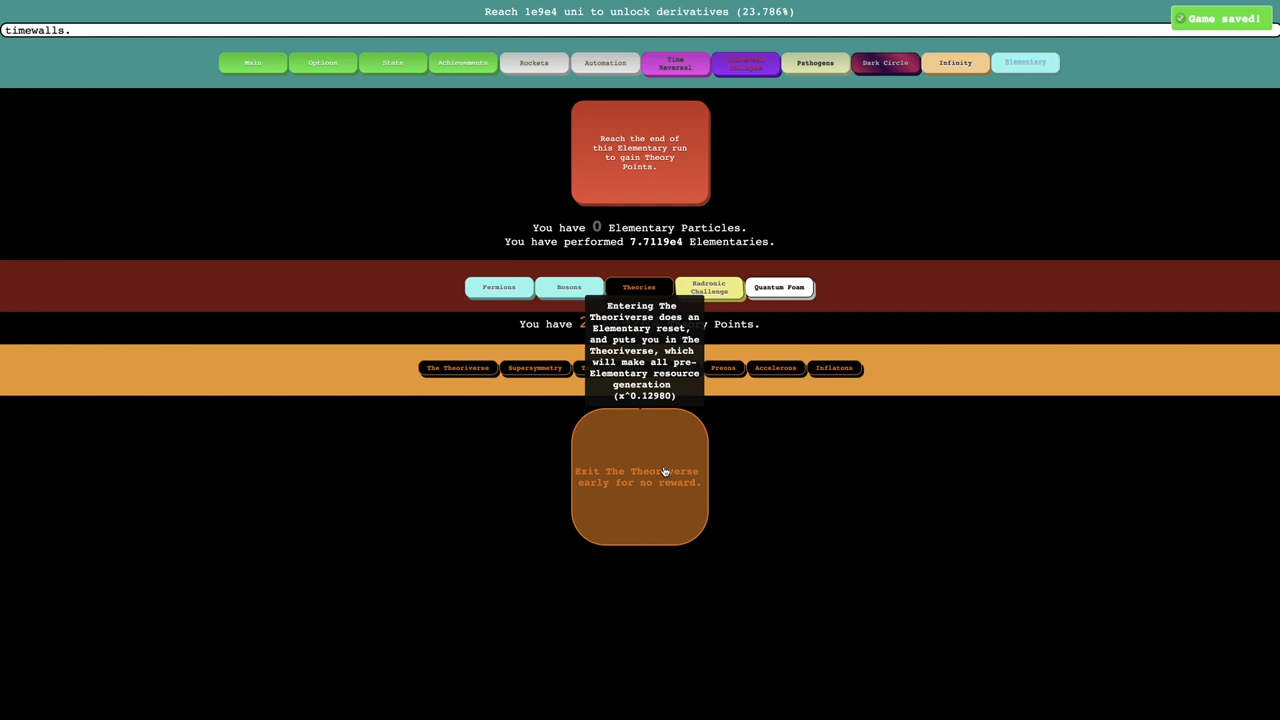 Reach 1e9e4 uni to unlock derivatives (23.786%)
Game saved!
timewalls.
Main
Options
Stats
Achievements
Rockets
Automation
Time
Reversal
Pathogens
Dark Circle
Infinity
Elementary
Reach the end of
this Elementary run
to gain Theory
Points.
You have 0 Elementary Particles.
You have performed 7.7119e4 Elementaries.
Fermions
Bosons
Theories
Hadronic
Challenge
Quantum Foam
Entering The
Theoriverse does an
Elementary reset,
and puts you in The
Theoriverse, which
will make all pre-
Elementary resource
generation
(x^0.12980)
You have 2
Points.
The Theoriverse
Supersymmetry
Preons
Accelerons
Inflatons
Exit The Theoriverse
early for no reward.